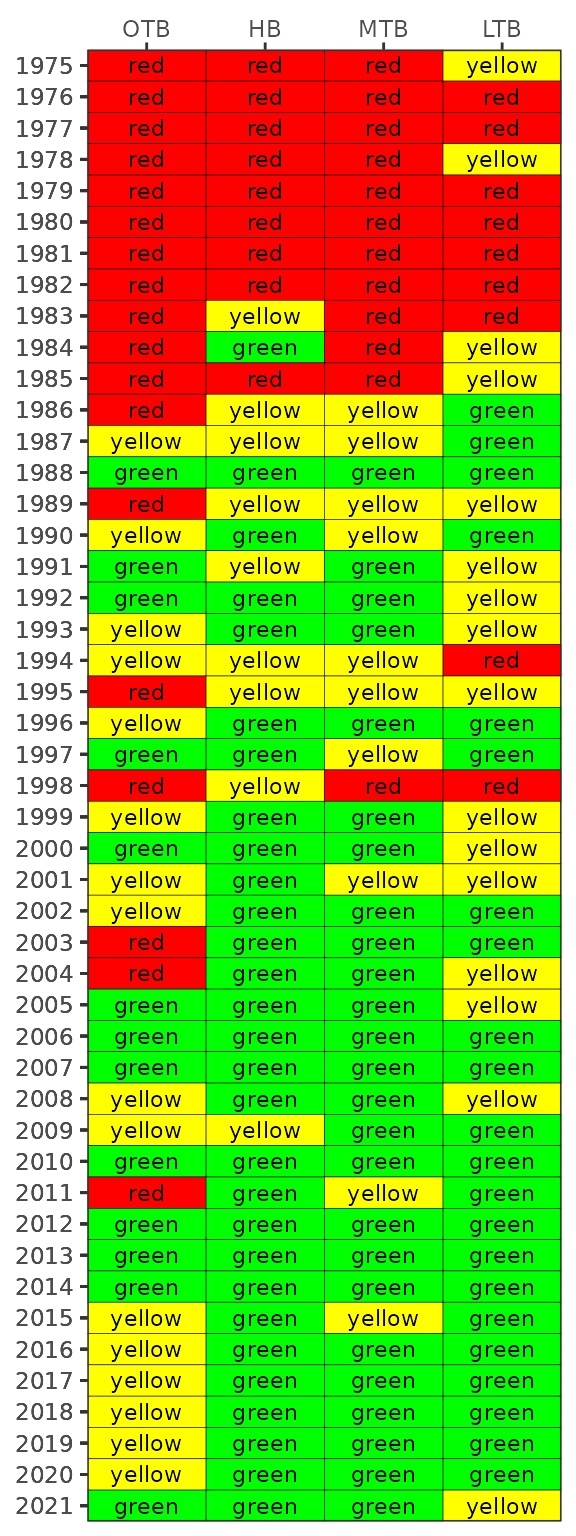 OTB HB MTB LTB
1975 red red red yellow
1976 red red red red
1977 red red red red
1978 red red red yellow
1979 red red red red
1980 red red red red
1981 red red red red
1982 red red red red
1983 red yellow red red
1984 red green red yellow
1985 red red red yellow
1986 red yellow yellow green
1987 yellow yellow yellow green
1988 green green green green
1989 red yellow yellow yellow
1990 yellow green yellow green
1991 green yellow green yellow
1992 green green green yellow
1993 yellow green green yellow
1994 yellow yellow yellow red
1995 red yellow yellow yellow
1996 yellow green green green
1997 green green yellow green
1998 red yellow red red
1999 yellow green green yellow
2000 green green green yellow
2001 yellow green yellow yellow
2002 yellow green green green
2003 red green green green
2004 red green green yellow
2005 green green green yellow
2006 green green green green
2007 green green green green
2008 yellow green green yellow
2009 yellow yellow green green
2010 green green green green
2011 red green yellow green
2012 green green green green
2013 green green green green
2014 green green green green
2015 yellow green yellow green
2016 yellow green green green
2017 yellow green green green
2018 yellow green green green
2019 yellow green green green
2020 yellow green green green
2021 green green green yellow